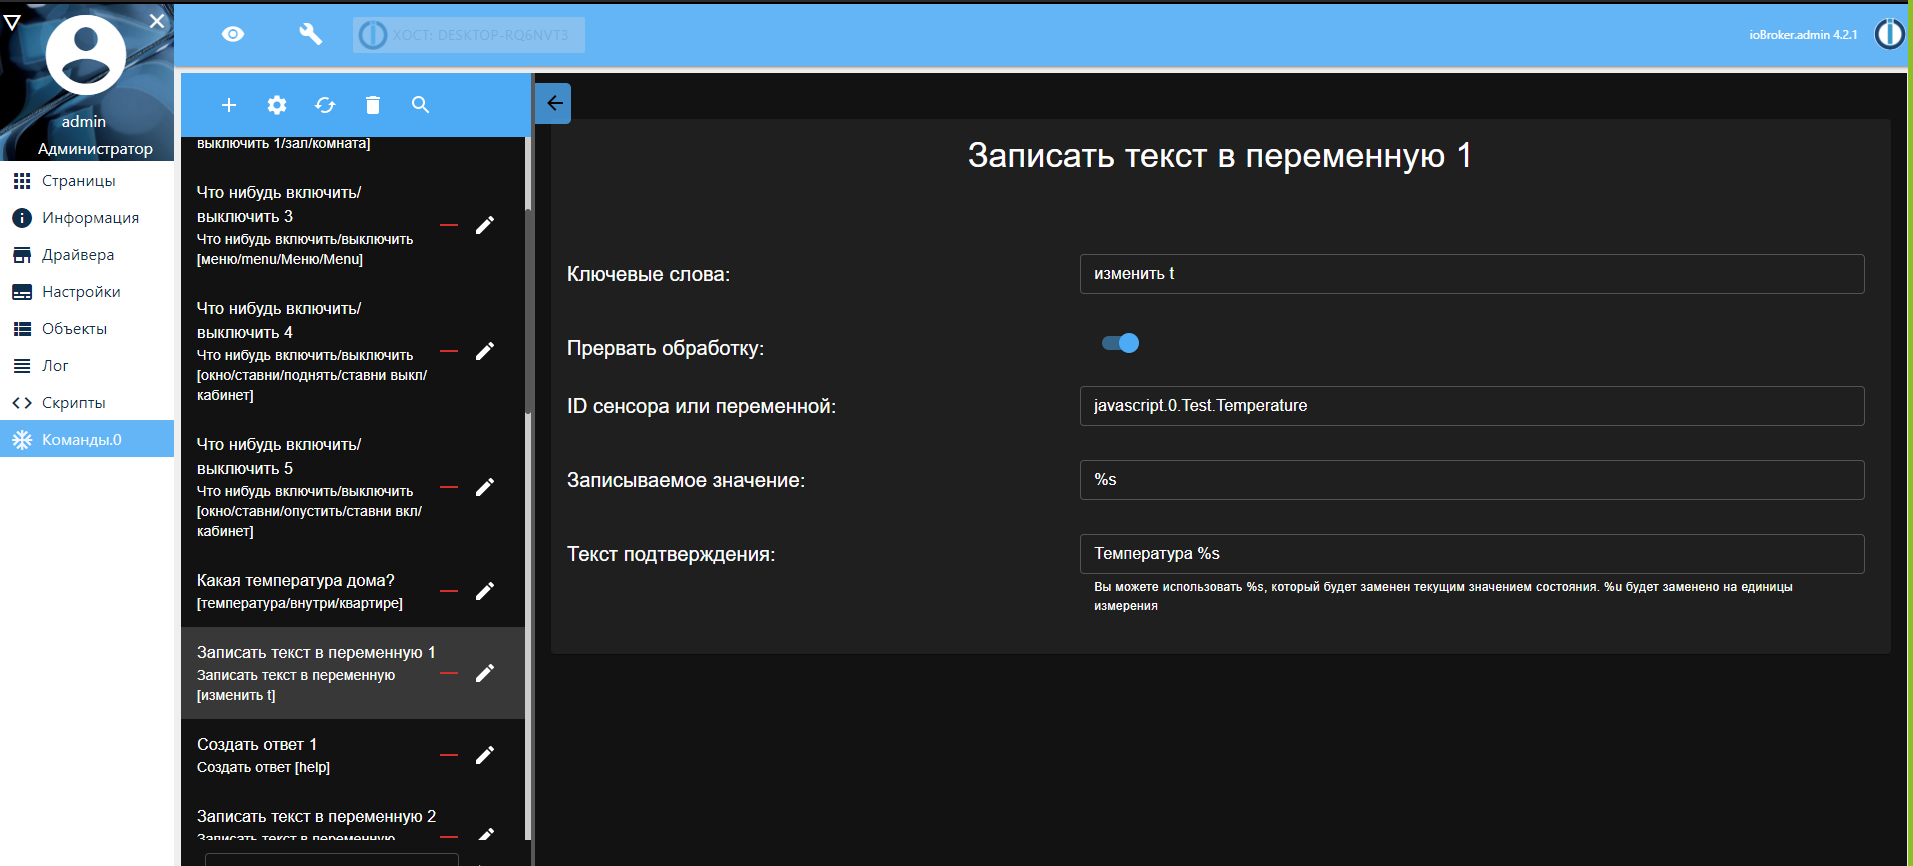 ХОСТ: DESKTOP-RQ6NVT3
ioBroker.admin 4.2.1
admin
Администратор
Страницы
Информация
Драйвера
Настройки
Объекты
Лог
Скрипты
Команды.0
выключить 1/зал/комната]
Что нибудь включить/
выключить 3
Что нибудь включить/выключить
[меню/menu/Меню/Menu]
Что нибудь включить/
выключить 4
Что нибудь включить/выключить
[окно/ставни/поднять/ставни выкл/
кабинет]
Что нибудь включить/
выключить 5
Что нибудь включить/выключить
[окно/ставни/опустить/ставни вкл/
кабинет]
Какая температура дома?
[температура/внутри/квартире]
Записать текст в переменную 1
Записать текст в переменную
[изменить t]
Создать ответ 1
Создать ответ [help]
Записать текст в переменную 2
Записать текст в переменную
Записать текст в переменную 1
Ключевые слова:
изменить t
Прервать обработку:
ID сенсора или переменной:
javascript.0.Test.Temperature
Записываемое значение:
%s
Текст подтверждения:
Температура %s
Вы можете использовать %s, который будет заменен текущим значением состояния. %u будет заменено на единицы
измерения